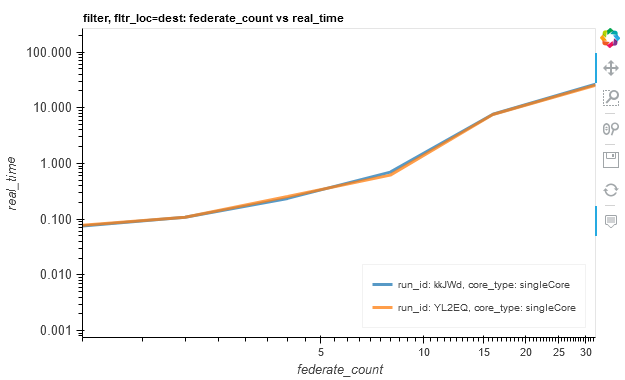 filter, fltr_loc=dest: federate_count vs real_time
100.000
10.000
1.000
0.100
0.010
0.001
real_time
run_id: kkJWd, core_type: singleCore
run_id: YL2EQ, core_type: singleCore
5
10
15
20
25
30
federate_count